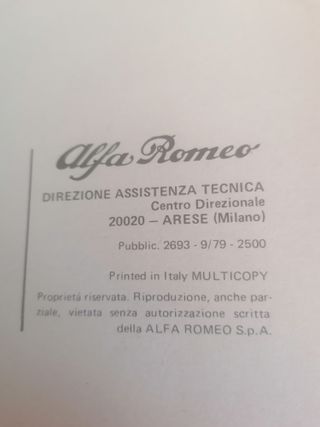 Alfa Romeo
DIREZIONE ASSISTENZA TECNICA
Centro Direzionale
20020 – ARESE (Milano)
Pubblic. 2693 - 9/79 - 2500
Printed in Italy MULTICOPY
Proprietá riservata. Riproduzione, anche par-
ziale, vietata senza autorizzazione scritta
della ALFA ROMEO S.p.A.